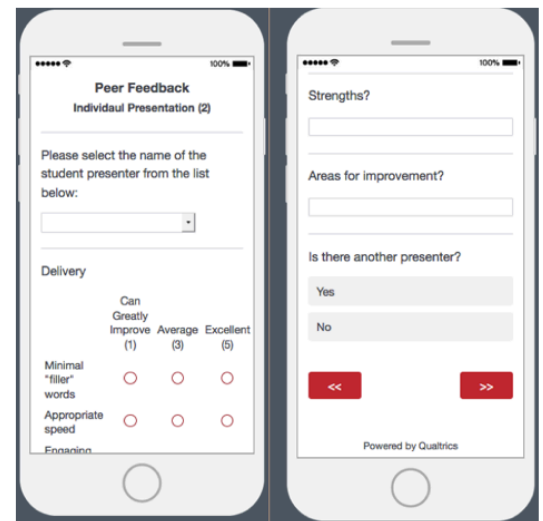 100%
Peer Feedback
Individaul Presentation (2)
Please select the name of the
student presenter from the list
below:
Delivery
Can
Greatly
Improve Average Excellent
(1) (3) (5)
Minimal
"filler"
words
Appropriate
speed
Engaging
100%
Strengths?
Areas for improvement?
Is there another presenter?
Yes
No
<< >>
Powered by Qualtrics